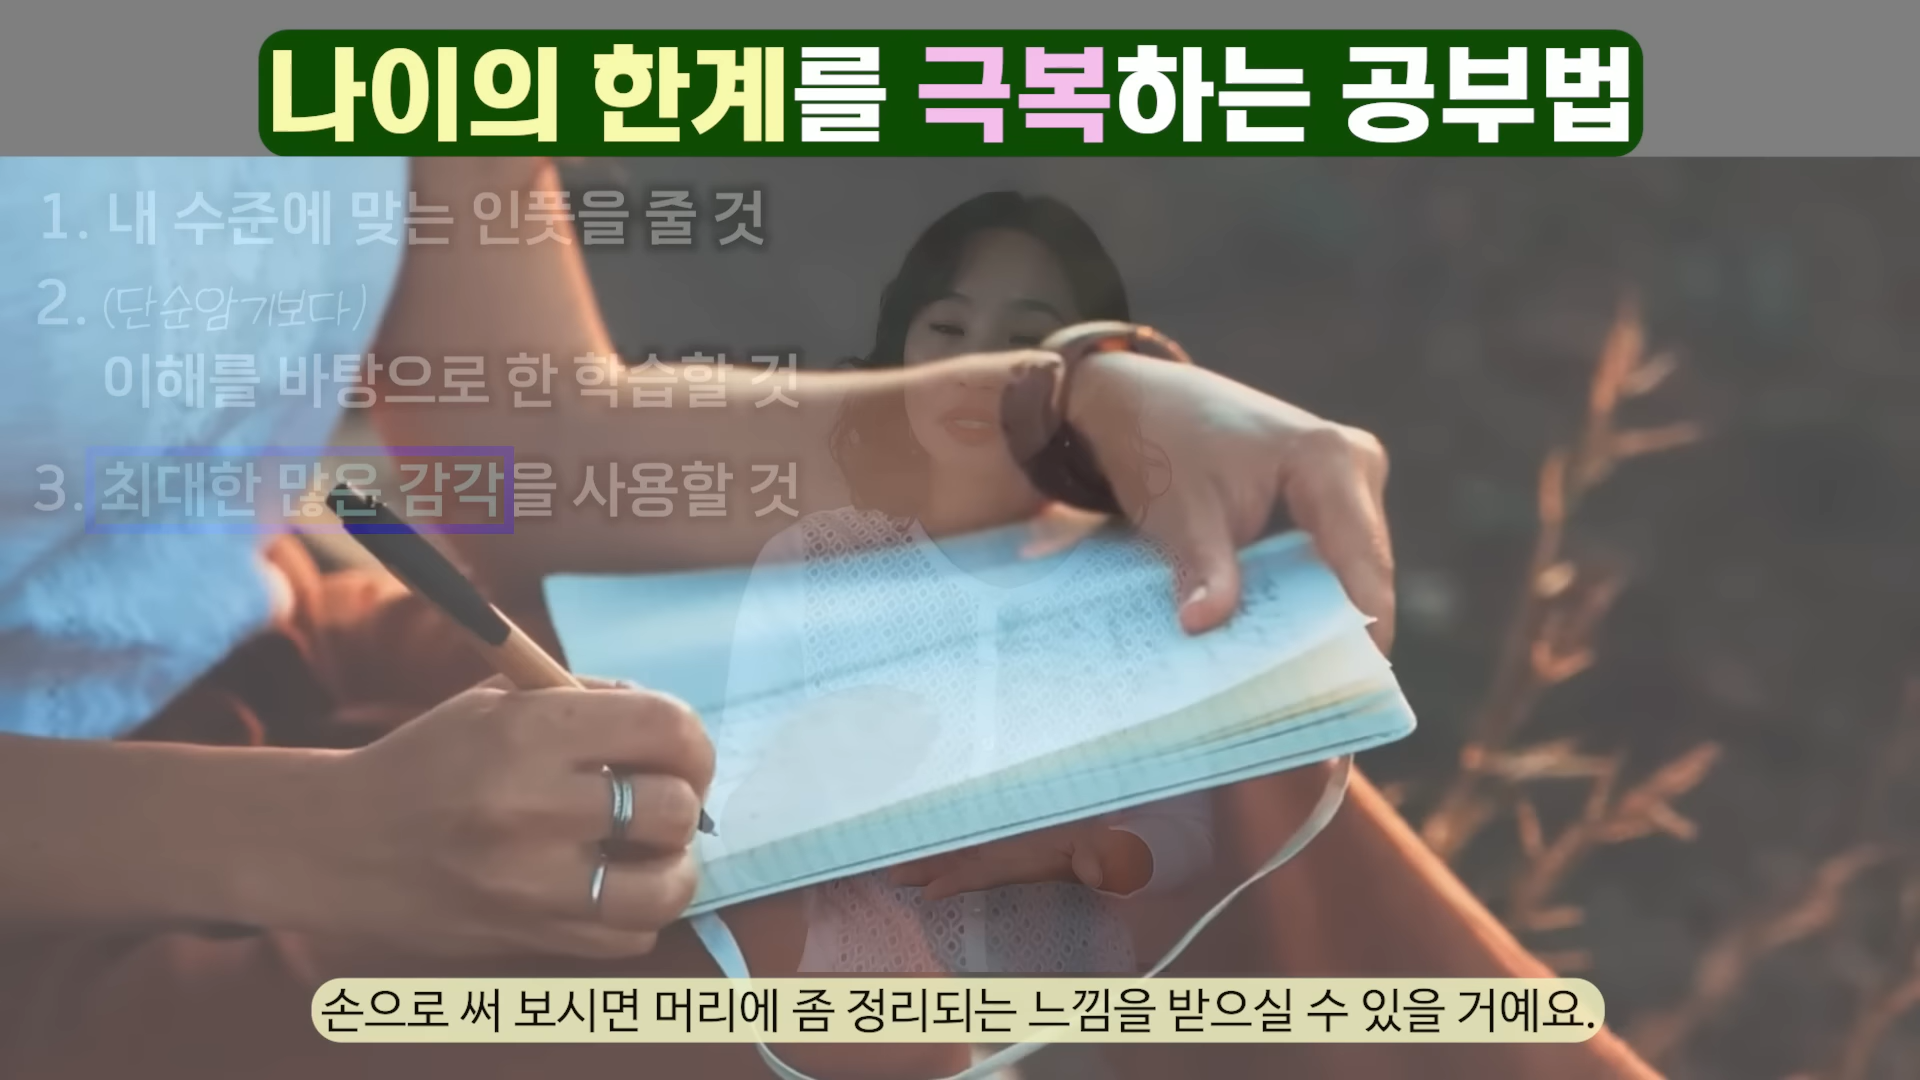 나이의 한계를 극복하는 공부법
1. 내 수준에 맞는 인풋을 줄 것
2. (단순암기보다)
이해를 바탕으로 한 학습할 것
3. 최대한 많은 감각을 사용할 것
손으로 써 보시면 머리에 좀 정리되는 느낌을 받으실 수 있을 거예요.